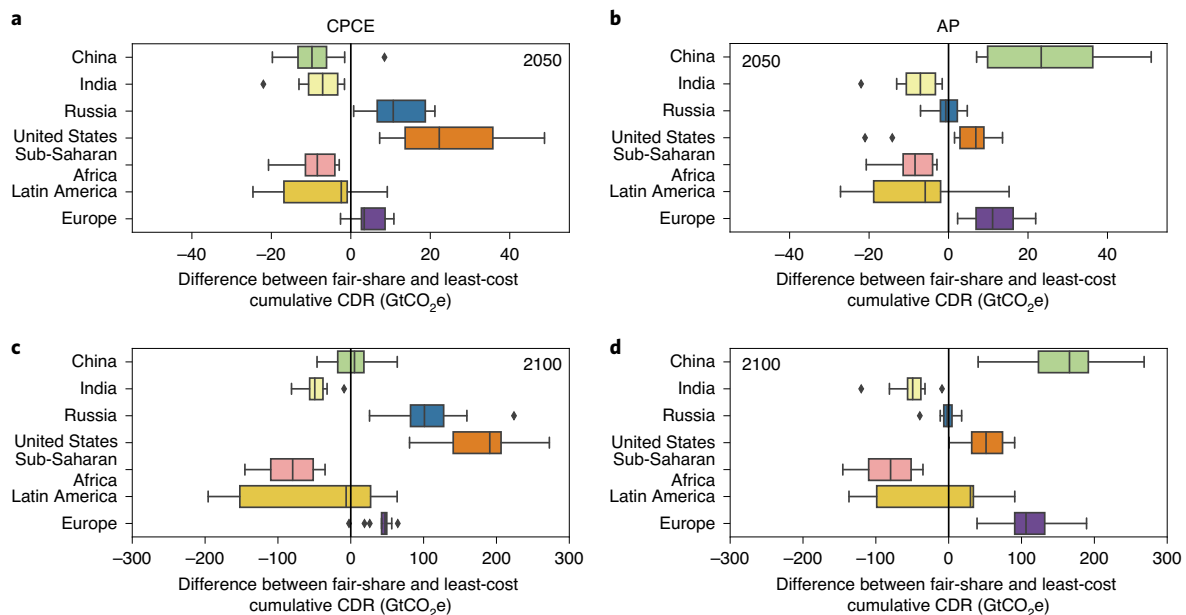 a
CPCE
2050
China
India
Russia
United States
Sub-Saharan
Africa
Latin America
Europe
−40 −20 0 20 40
Difference between fair-share and least-cost
cumulative CDR (GtCO₂e)
b
AP
2050
China
India
Russia
United States
Sub-Saharan
Africa
Latin America
Europe
−40 −20 0 20 40
Difference between fair-share and least-cost
cumulative CDR (GtCO₂e)
c
2100
China
India
Russia
United States
Sub-Saharan
Africa
Latin America
Europe
−300 −200 −100 0 100 200 300
Difference between fair-share and least-cost
cumulative CDR (GtCO₂e)
d
2100
China
India
Russia
United States
Sub-Saharan
Africa
Latin America
Europe
−300 −200 −100 0 100 200 300
Difference between fair-share and least-cost
cumulative CDR (GtCO₂e)